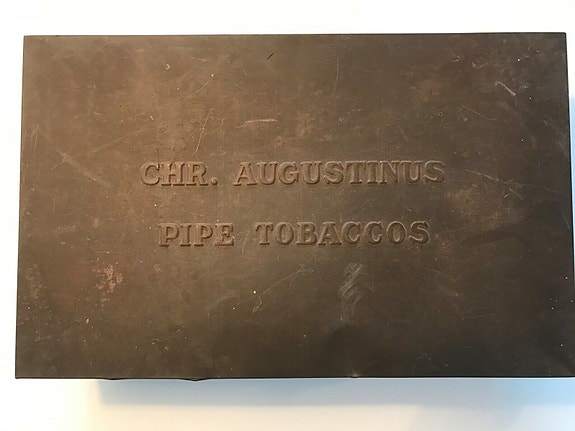 CHR. AUGUSTINUS
PIPE TOBACCOS